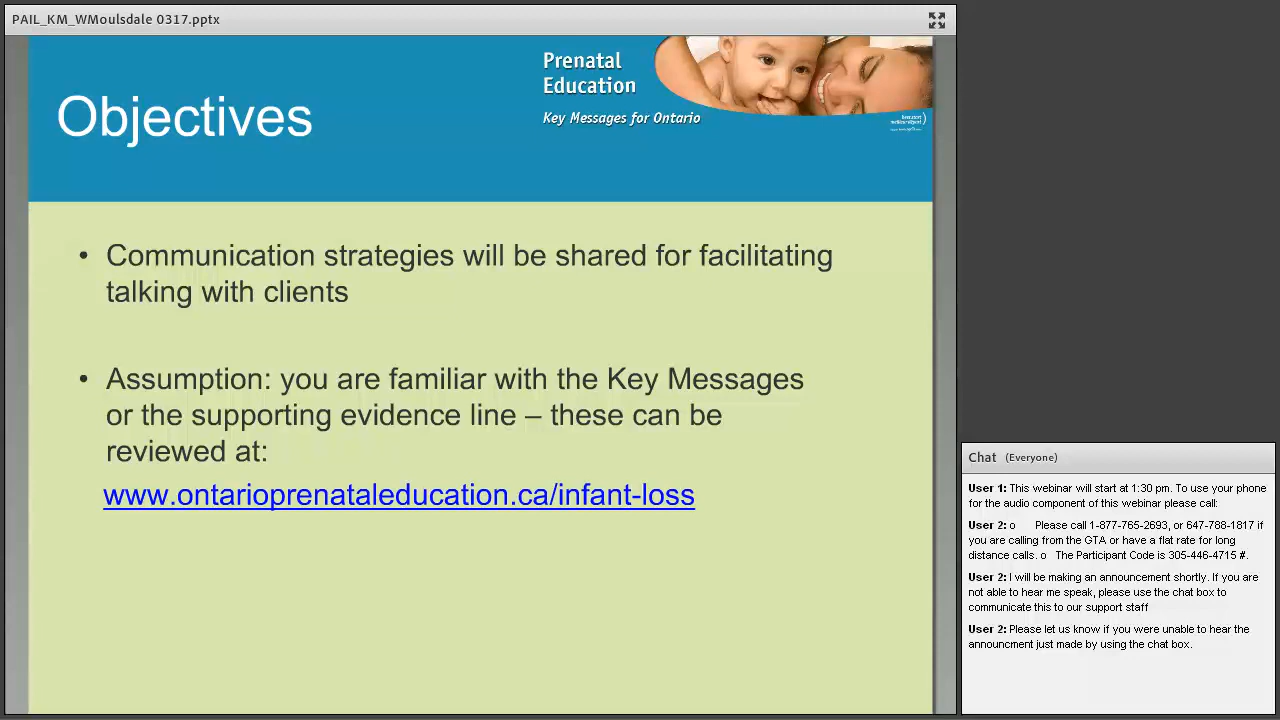 PAIL_KM_WMoulsdale 0317.pptx
Prenatal
Education
Key Messages for Ontario
Objectives
• Communication strategies will be shared for facilitating
talking with clients
• Assumption: you are familiar with the Key Messages
or the supporting evidence line – these can be
reviewed at:
www.ontarioprenataleducation.ca/infant-loss
Chat (Everyone)
User 1: This webinar will start at 1:30 pm. To use your phone
for the audio component of this webinar please call:
User 2: o Please call 1-877-765-2693, or 647-788-1817 if
you are calling from the GTA or have a flat rate for long
distance calls. o The Participant Code is 305-446-4715 #.
User 2: I will be making an announcement shortly. If you are
not able to hear me speak, please use the chat box to
communicate this to our support staff
User 2: Please let us know if you were unable to hear the
announcment just made by using the chat box.